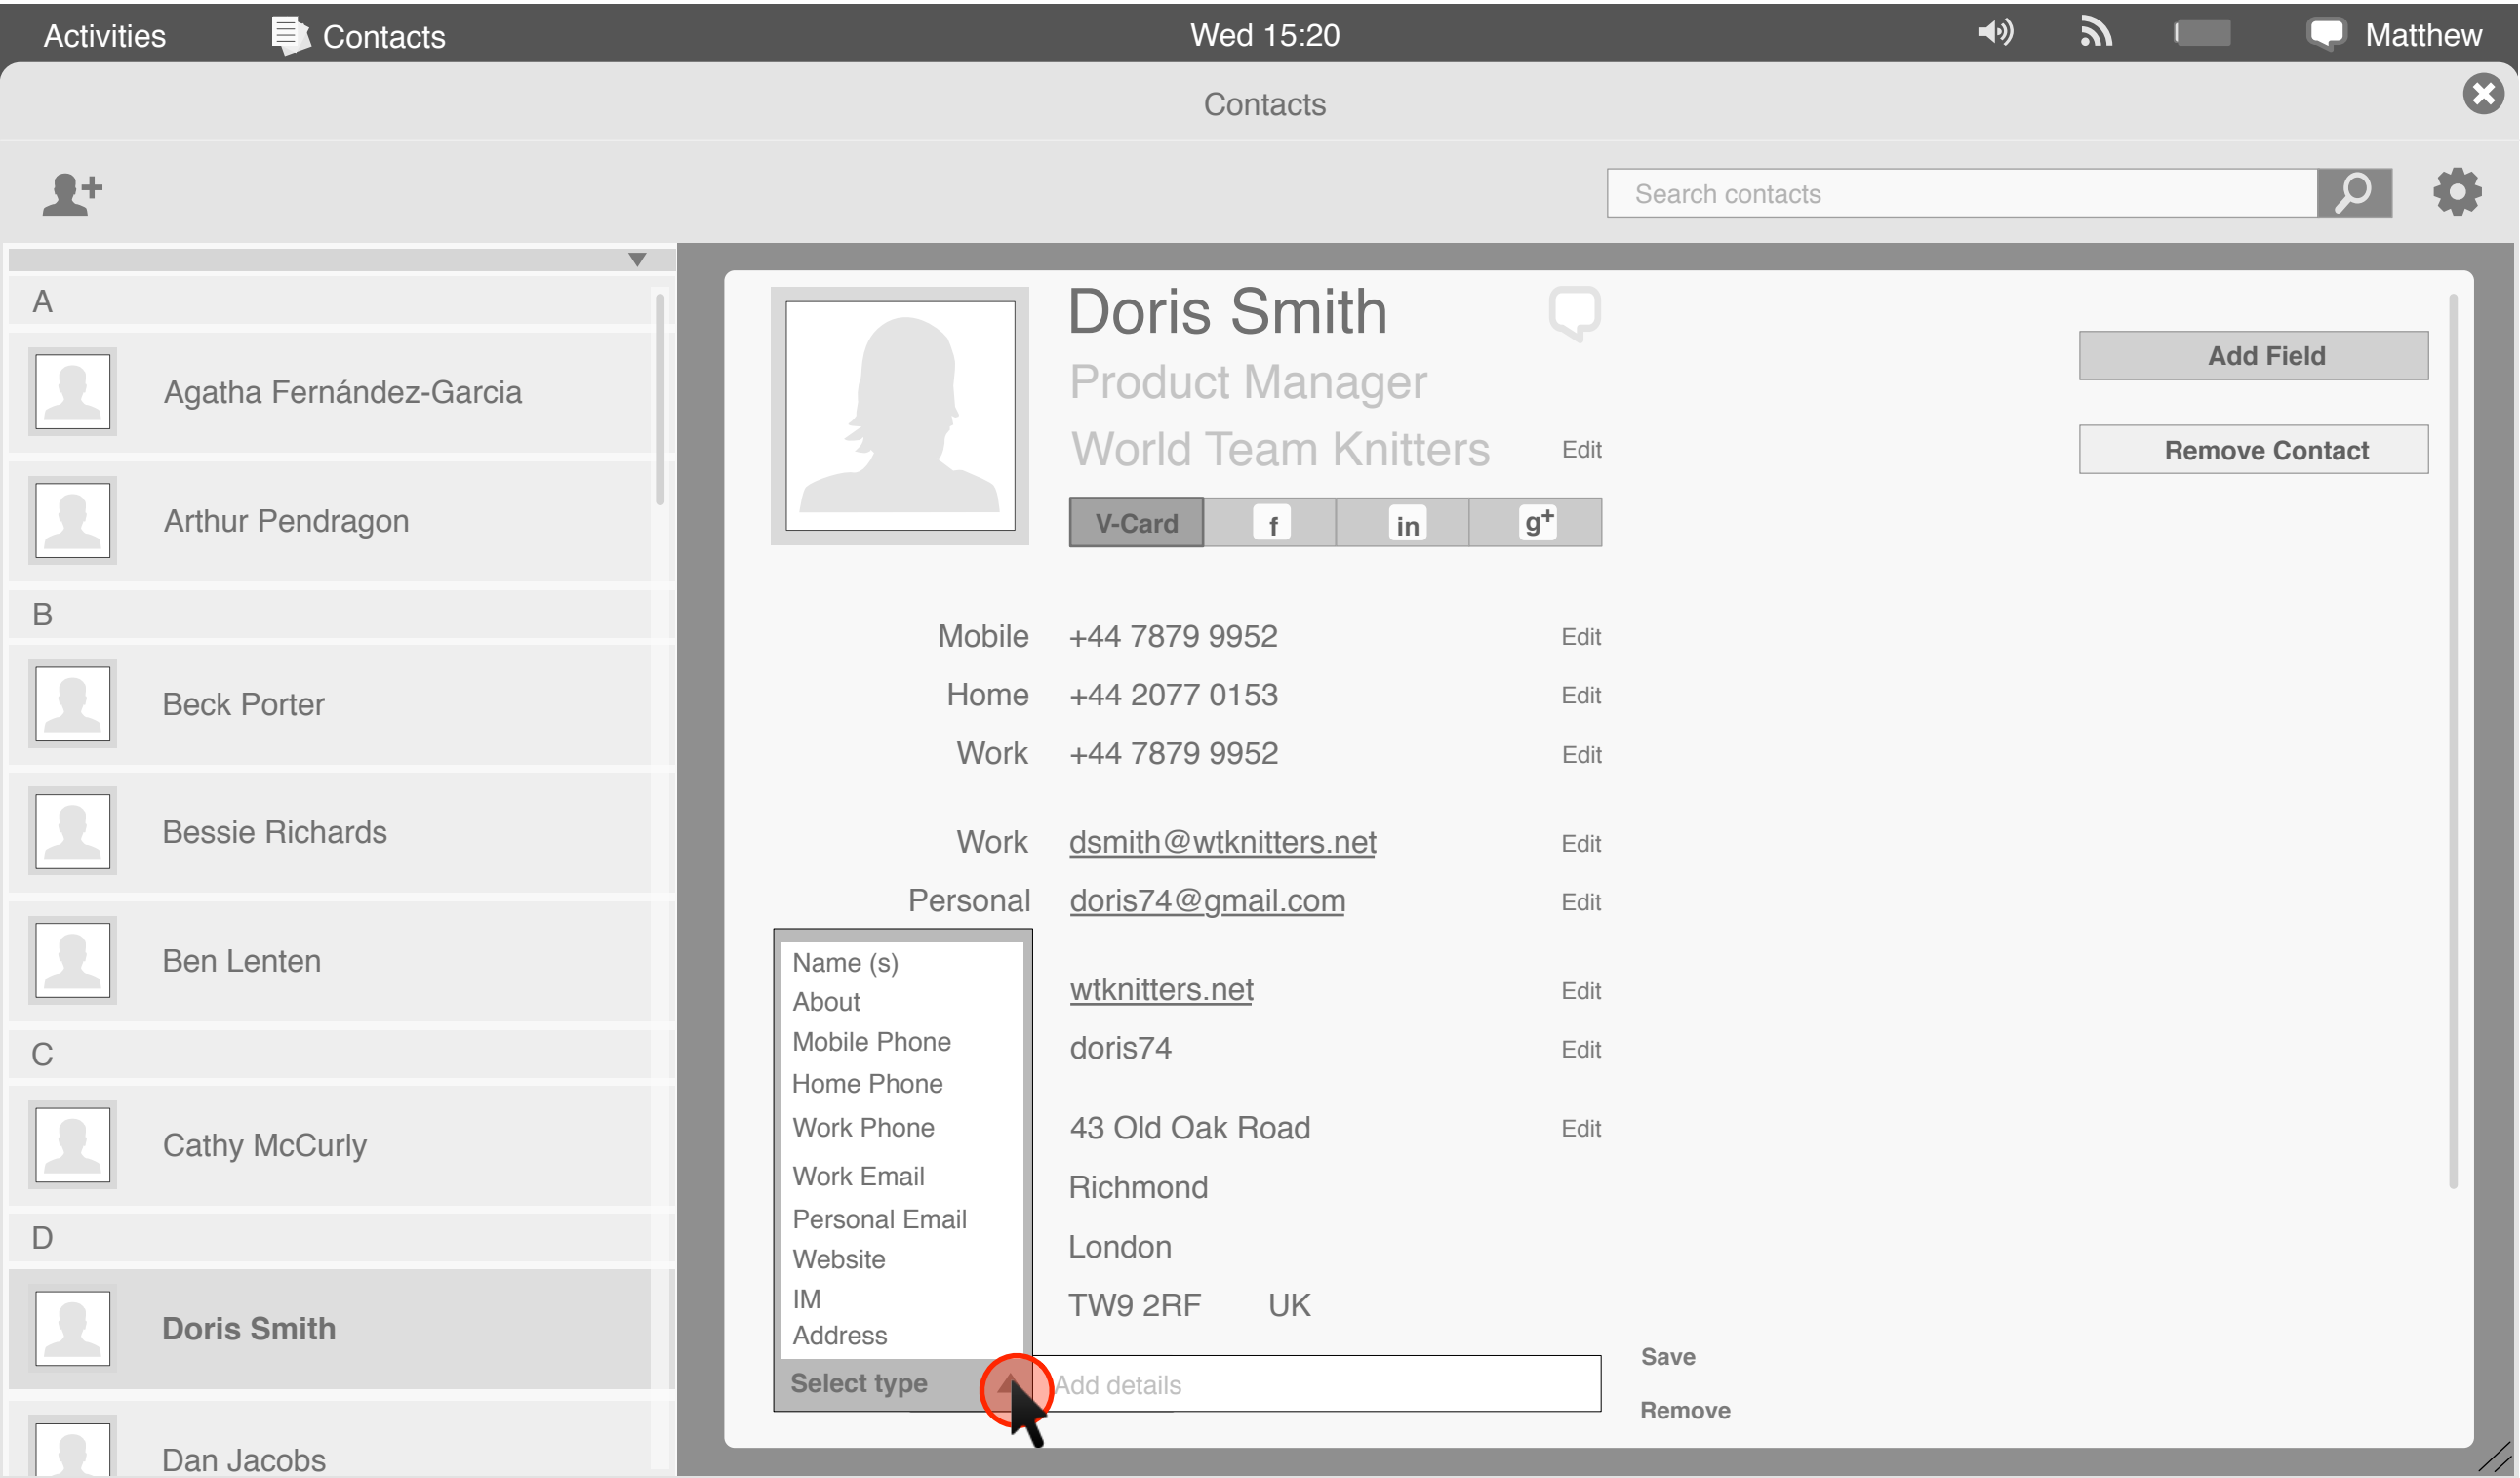 Activities
Contacts
Wed 15:20
Matthew
Contacts
Search contacts
A
Agatha Fernández-Garcia
Arthur Pendragon
B
Beck Porter
Bessie Richards
Ben Lenten
C
Cathy McCurly
D
Doris Smith
Dan Jacobs
Doris Smith
Product Manager
World Team Knitters Edit
V-Card f in g+
Add Field
Remove Contact
Mobile +44 7879 9952 Edit
Home +44 2077 0153 Edit
Work +44 7879 9952 Edit
Work dsmith@wtknitters.net Edit
Personal doris74@gmail.com Edit
wtknitters.net Edit
doris74 Edit
43 Old Oak Road Edit
Richmond
London
TW9 2RF UK
Name (s)
About
Mobile Phone
Home Phone
Work Phone
Work Email
Personal Email
Website
IM
Address
Select type
Add details
Save
Remove